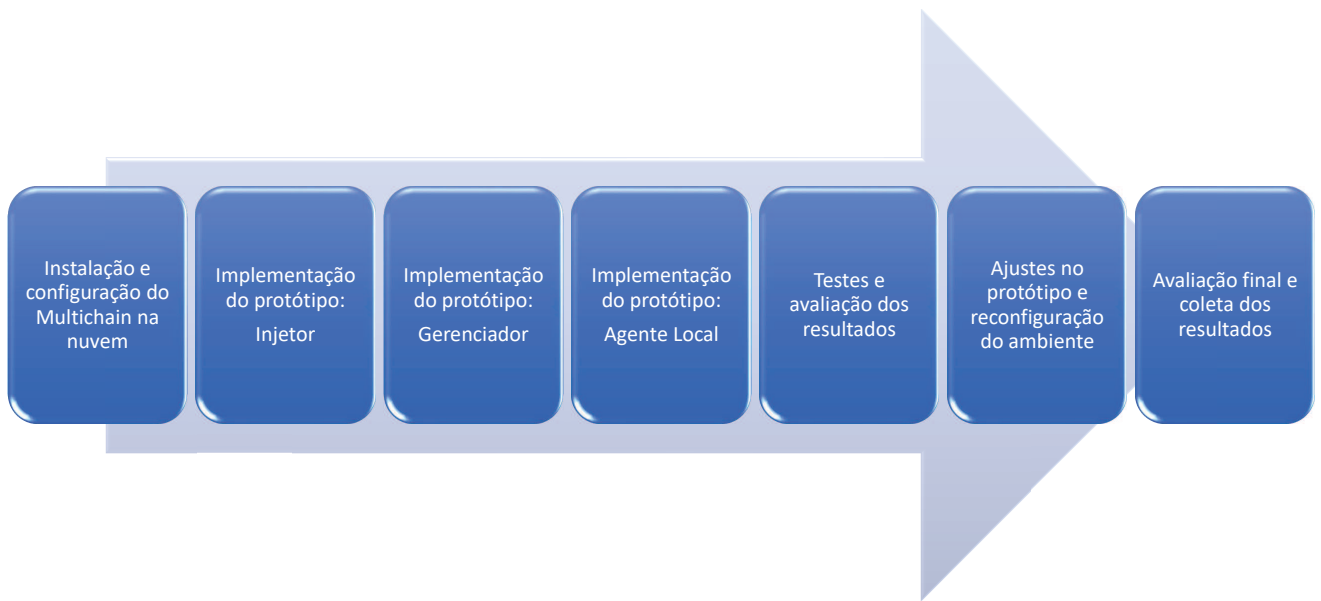 Instalação e
configuração do
Multichain na
nuvem
Implementação
do protótipo:
Injetor
Implementação
do protótipo:
Gerenciador
Implementação
do protótipo:
Agente Local
Testes e
avaliação dos
resultados
Ajustes no
protótipo e
reconfiguração
do ambiente
Avaliação final e
coleta dos
resultados